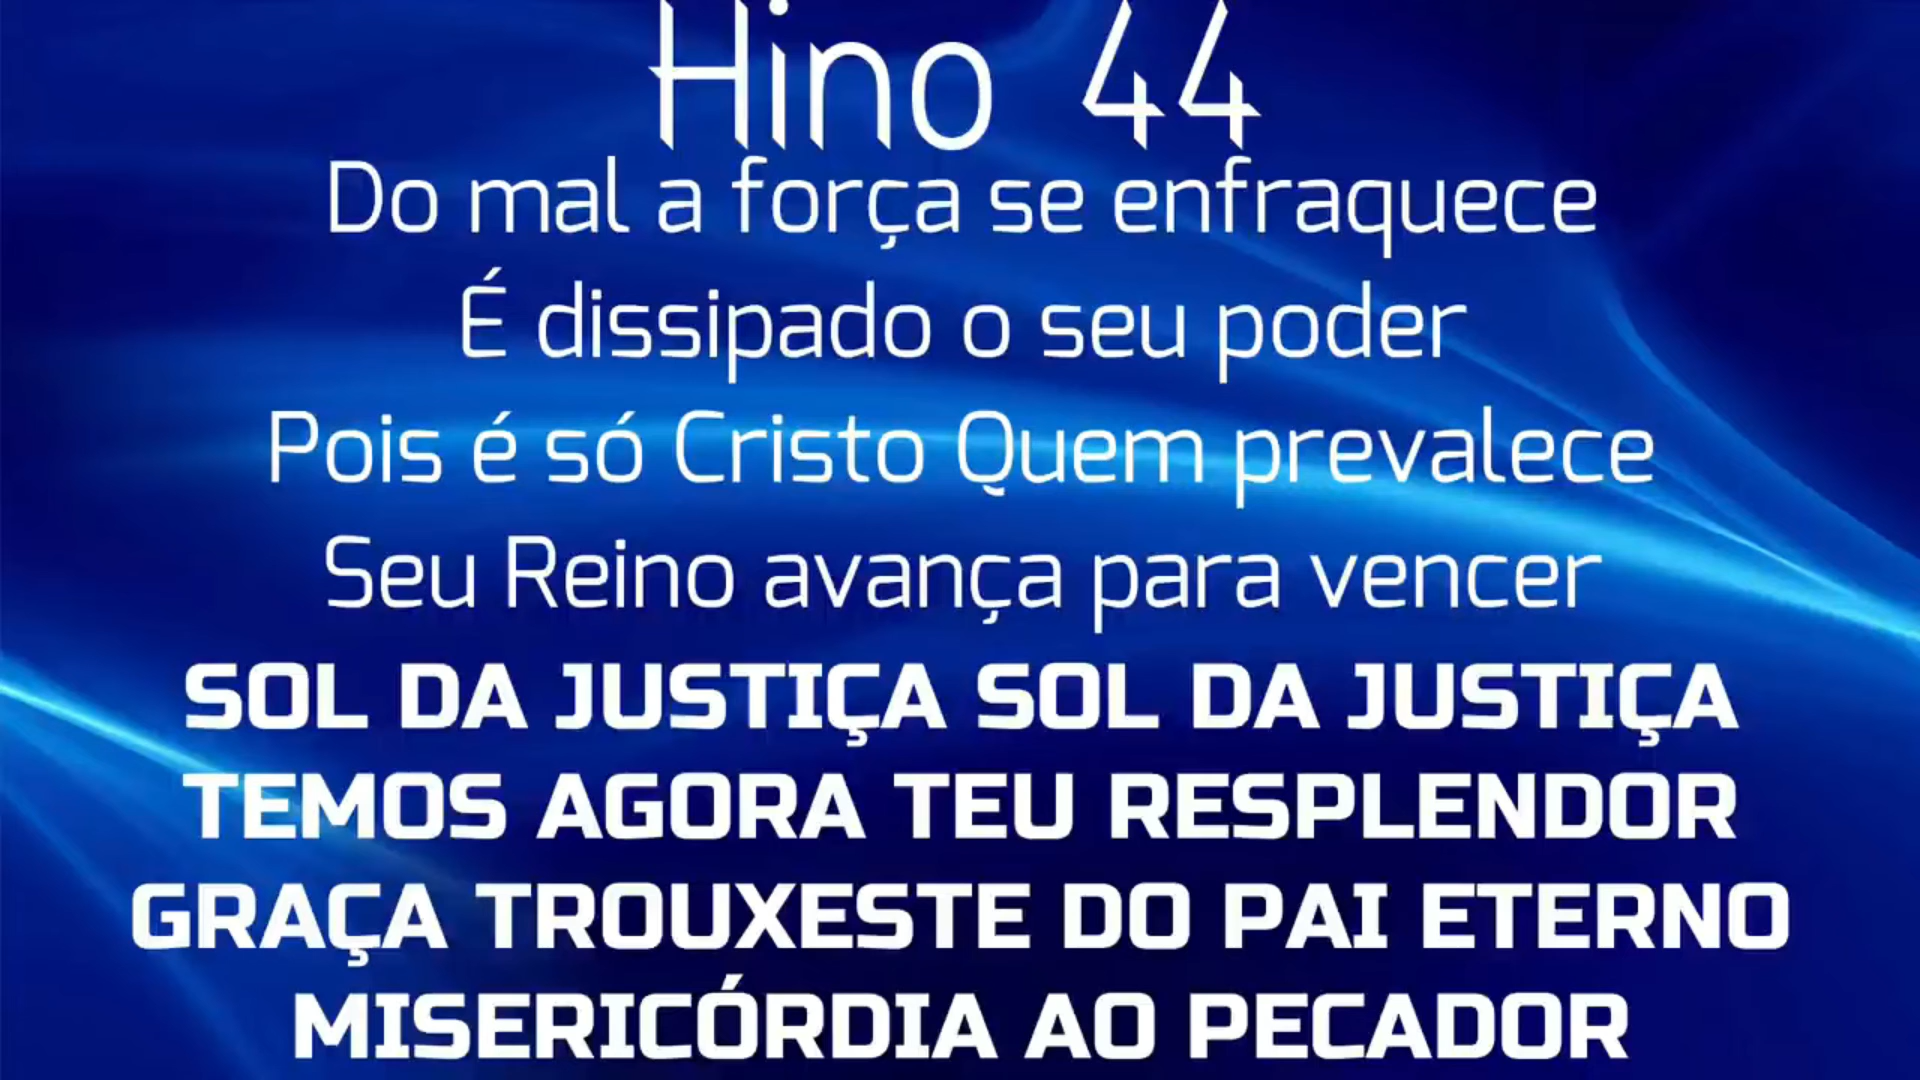 Hino 44
Do mal a força se enfraquece
É dissipado o seu poder
Pois é só Cristo Quem prevalece
Seu Reino avança para vencer
SOL DA JUSTIÇA SOL DA JUSTIÇA
TEMOS AGORA TEU RESPLENDOR
GRAÇA TROUXESTE DO PAI ETERNO
MISERICÓRDIA AO PECADOR